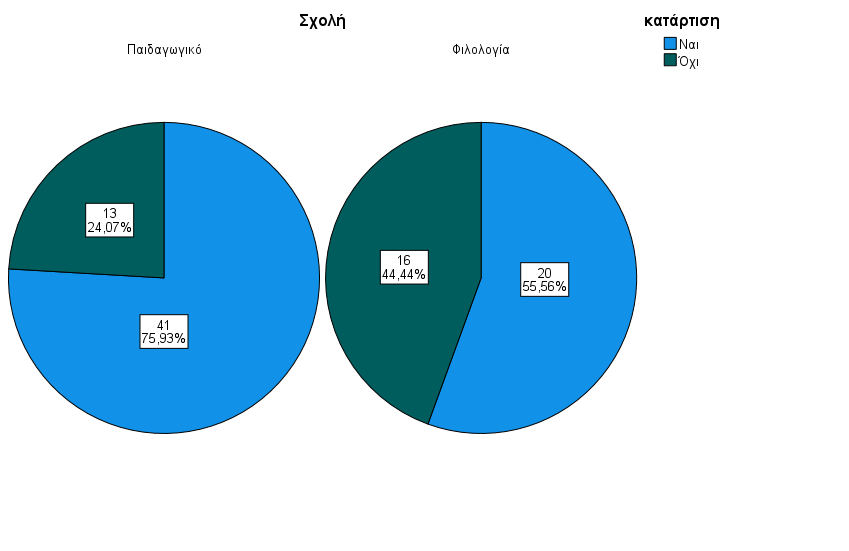 Σχολή
Παιδαγωγικό
Φιλολογία
κατάρτιση
Ναι
Όχι
13
24,07%
41
75,93%
16
44,44%
20
55,56%